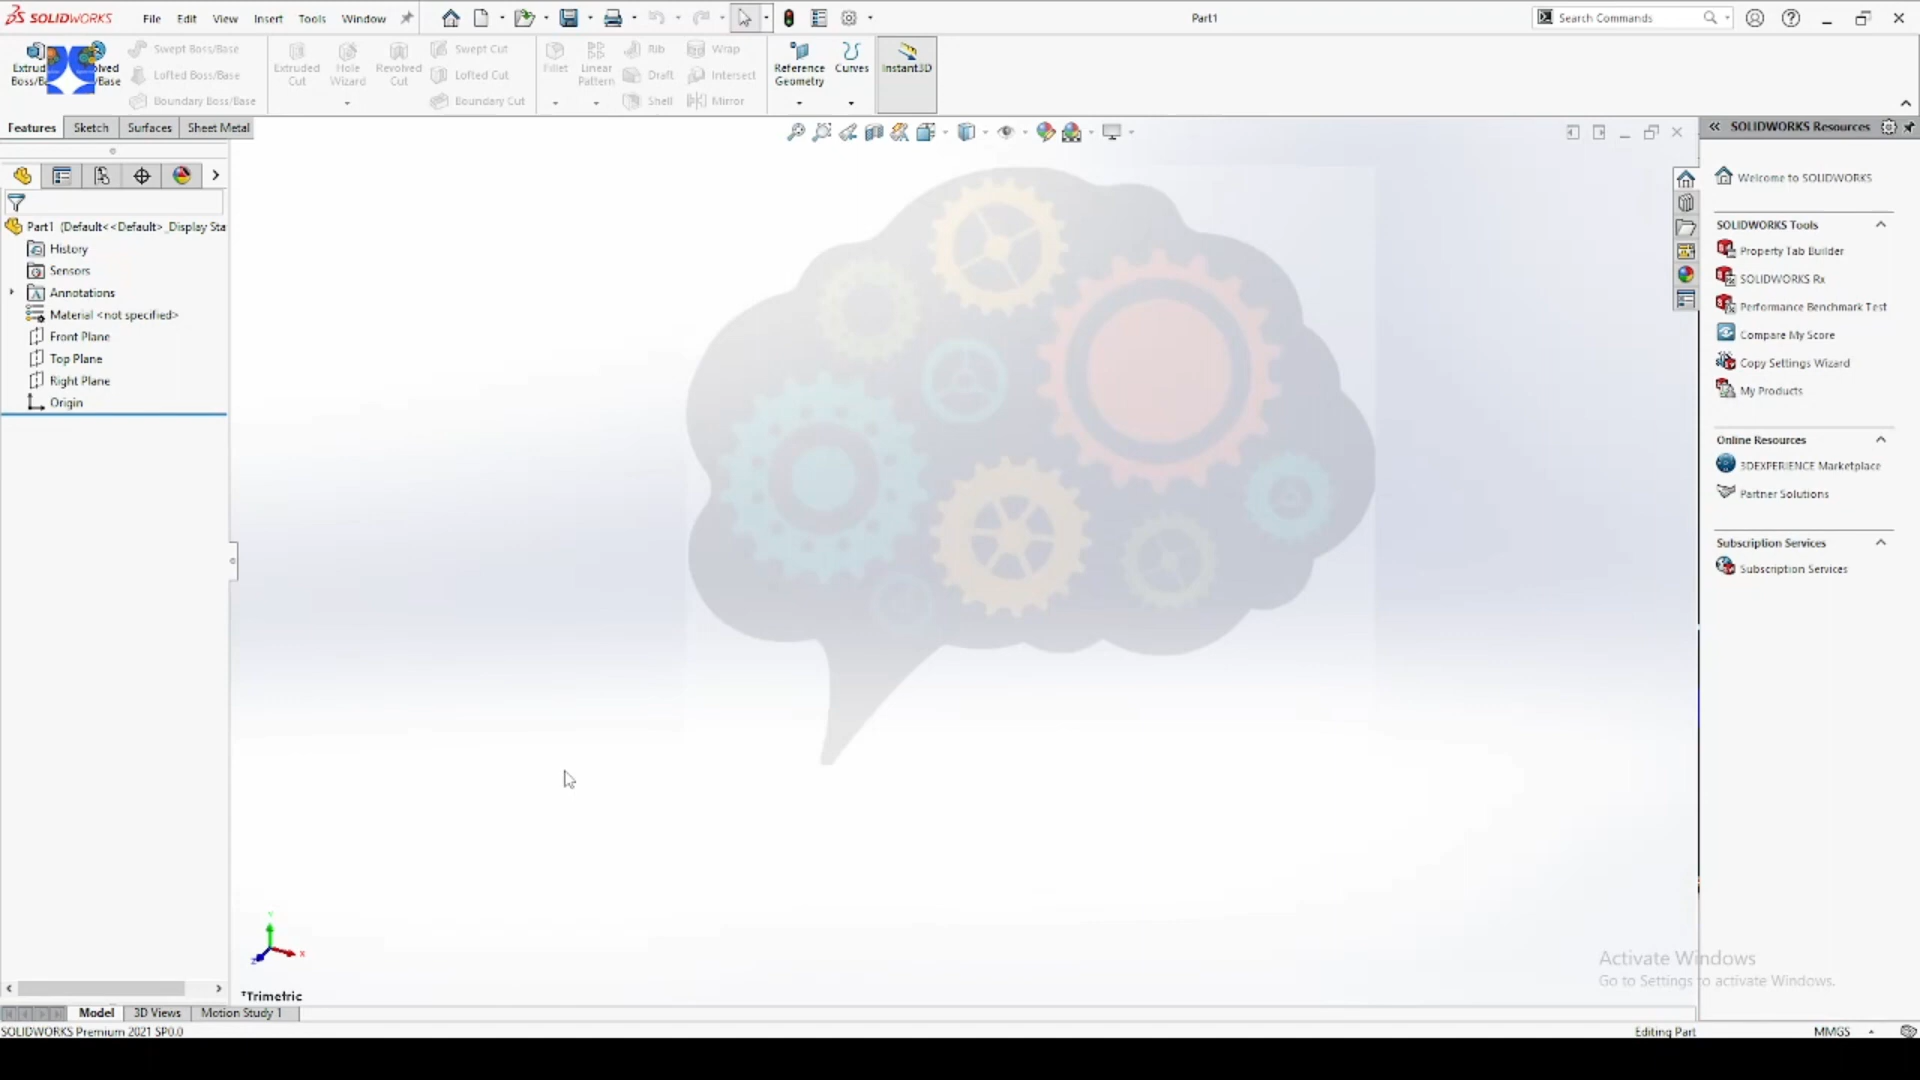 SOLIDWORKS File Edit View Insert Tools Window Part1 Search Commands
Swept Boss/Base
Lofted Boss/Base
Boundary Boss/Base
Extruded Cut
Hole Wizard
Revolved Cut
Swept Cut
Lofted Cut
Boundary Cut
Fillet
Linear Pattern
Rib
Draft
Shell
Wrap
Intersect
Mirror
Reference Geometry
Curves
Instant3D
Features Sketch Surfaces Sheet Metal
Part1 (Default<<Default>_Display Sta
History
Sensors
Annotations
Material <not specified>
Front Plane
Top Plane
Right Plane
Origin
SOLIDWORKS Resources
Welcome to SOLIDWORKS
SOLIDWORKS Tools
Property Tab Builder
SOLIDWORKS Rx
Performance Benchmark Test
Compare My Score
Copy Settings Wizard
My Products
Online Resources
3DEXPERIENCE Marketplace
Partner Solutions
Subscription Services
Subscription Services
Activate Windows
Go to Settings to activate Windows.
*Trimetric
Model 3D Views Motion Study 1
SOLIDWORKS Premium 2021 SP0.0 Editing Part MMGS